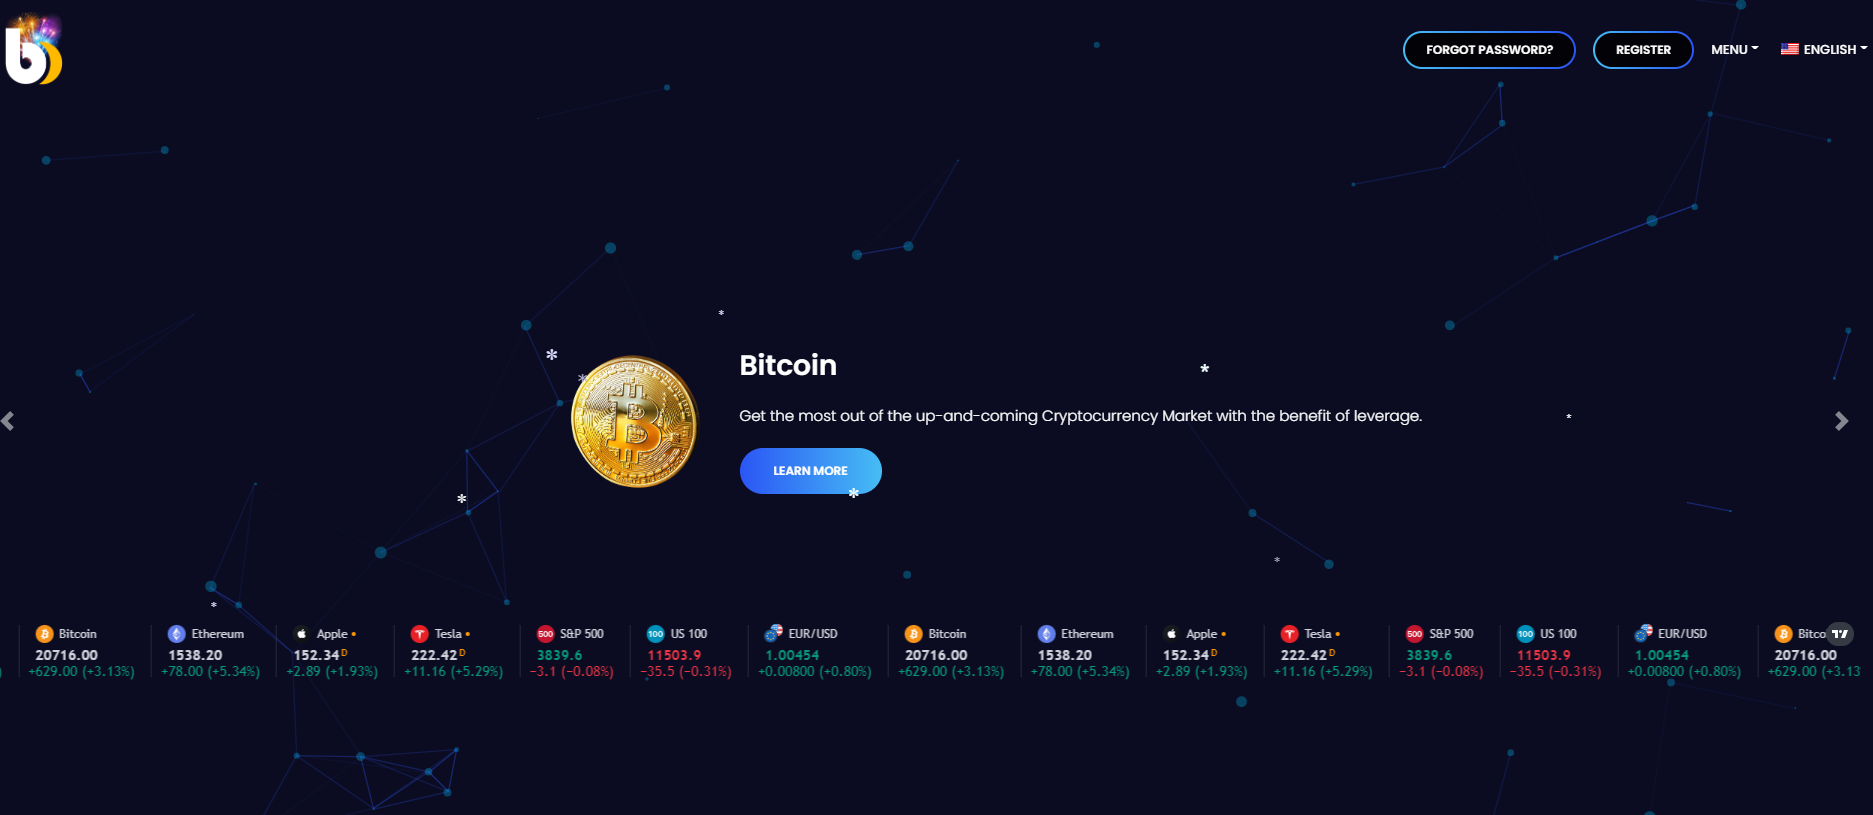 FORGOT PASSWORD?
REGISTER
MENU
ENGLISH
Bitcoin
Get the most out of the up-and-coming Cryptocurrency Market with the benefit of leverage.
LEARN MORE
Bitcoin Ethereum Apple Tesla 500 S&P 500 100 US 100 EUR/USD Bitcoin Ethereum Apple Tesla 500 S&P 500 100 US 100 EUR/USD Bitco
20716.00 1538.20 152.34 D 222.42 D 3839.6 11503.9 1.00454 20716.00 1538.20 152.34 D 222.42 D 3839.6 11503.9 1.00454 20716.00
) +629.00 (+3.13%) +78.00 (+5.34%) +2.89 (+1.93%) +11.16 (+5.29%) −3.1 (−0.08%) −35.5 (−0.31%) +0.00800 (+0.80%) +629.00 (+3.13%) +78.00 (+5.34%) +2.89 (+1.93%) +11.16 (+5.29%) −3.1 (−0.08%) −35.5 (−0.31%) +0.00800 (+0.80%) +629.00 (+3.13